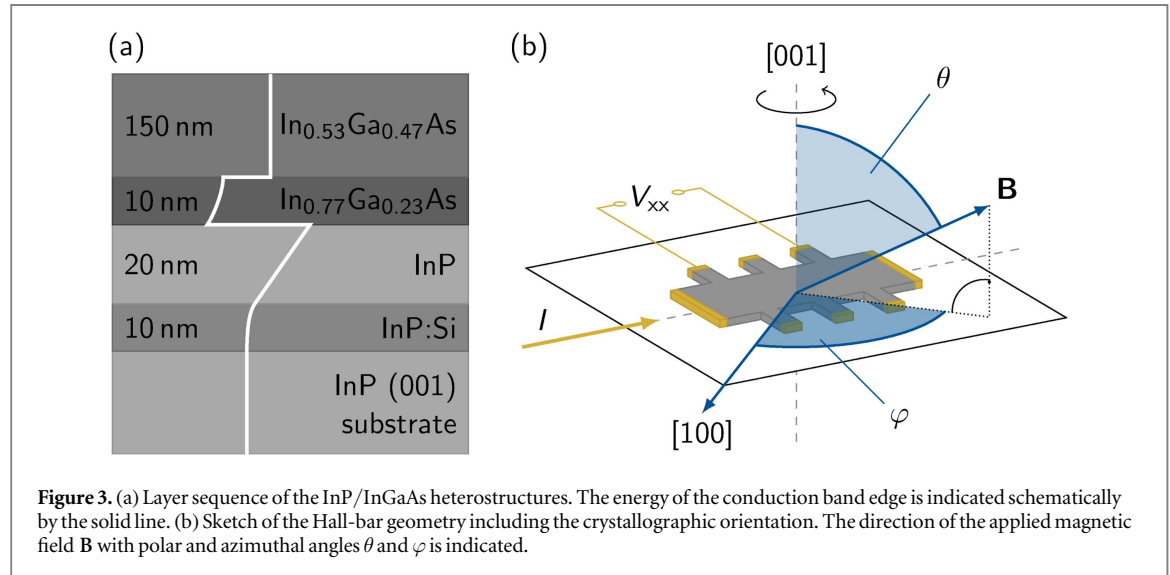 (a)
150 nm In₀.₅₃Ga₀.₄₇As
10 nm In₀.₇₇Ga₀.₂₃As
20 nm InP
10 nm InP:Si
InP (001)
substrate
(b)
[001]
θ
B
Vxx
I
[100]
φ
Figure 3. (a) Layer sequence of the InP/InGaAs heterostructures. The energy of the conduction band edge is indicated schematically
by the solid line. (b) Sketch of the Hall-bar geometry including the crystallographic orientation. The direction of the applied magnetic
field B with polar and azimuthal angles θ and φ is indicated.